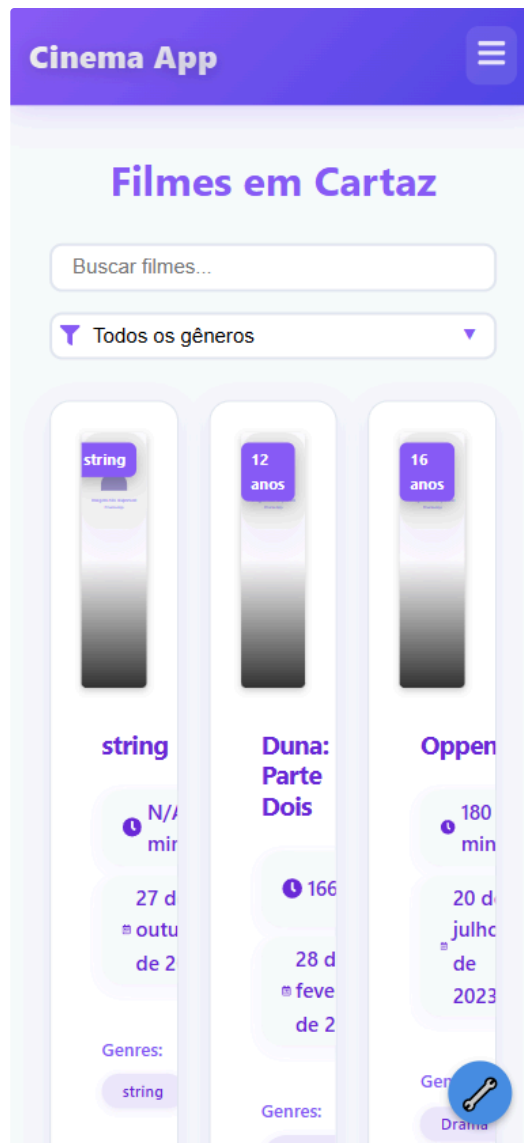 Cinema App
Filmes em Cartaz
Buscar filmes...
Todos os gêneros
string
12
anos
16
anos
string
N/A
min
27 d
outu
de 2
Genres:
string
Duna:
Parte
Dois
166
28 d
feve
de 2
Genres:
Oppen
180
min
20 d
julho
de
2023
Gen
Drama